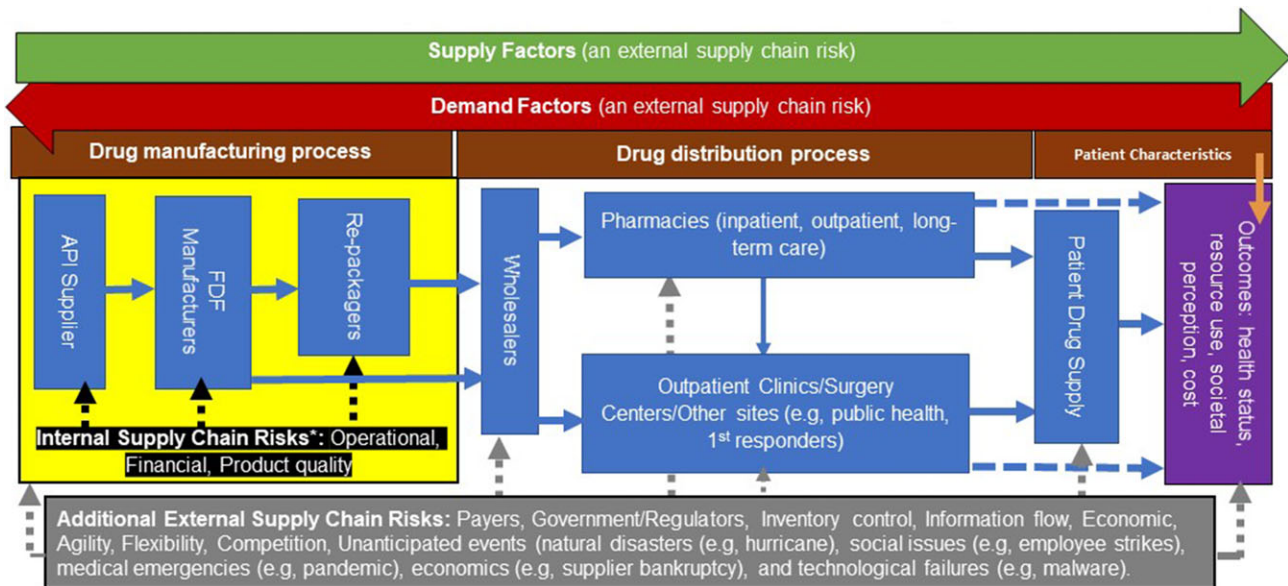 Supply Factors (an external supply chain risk)
Demand Factors (an external supply chain risk)
Drug manufacturing process
Drug distribution process
Patient Characteristics
API Supplier
FDF
Manufacturers
Re-packagers
Wholesalers
Pharmacies (inpatient, outpatient, long-
term care)
Outpatient Clinics/Surgery
Centers/Other sites (e.g, public health,
1st responders)
Patient Drug Supply
Outcomes: health status,
resource use, societal
perception, cost
Internal Supply Chain Risks*: Operational,
Financial, Product quality
Additional External Supply Chain Risks: Payers, Government/Regulators, Inventory control, Information flow, Economic,
Agility, Flexibility, Competition, Unanticipated events (natural disasters (e.g, hurricane), social issues (e.g, employee strikes),
medical emergencies (e.g, pandemic), economics (e.g, supplier bankruptcy), and technological failures (e.g, malware).